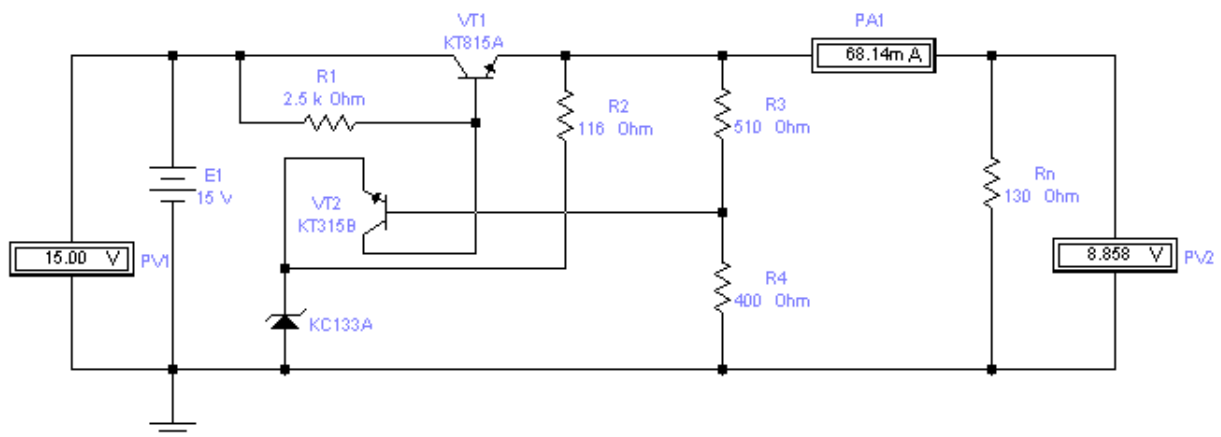 VT1
KT815A
PA1
68.14m A
R1
2.5 k Ohm
R2
116 Ohm
R3
510 Ohm
E1
15 V
VT2
KT315B
Rn
130 Ohm
15.00 V
PV1
8.858 V
PV2
R4
400 Ohm
KC133A